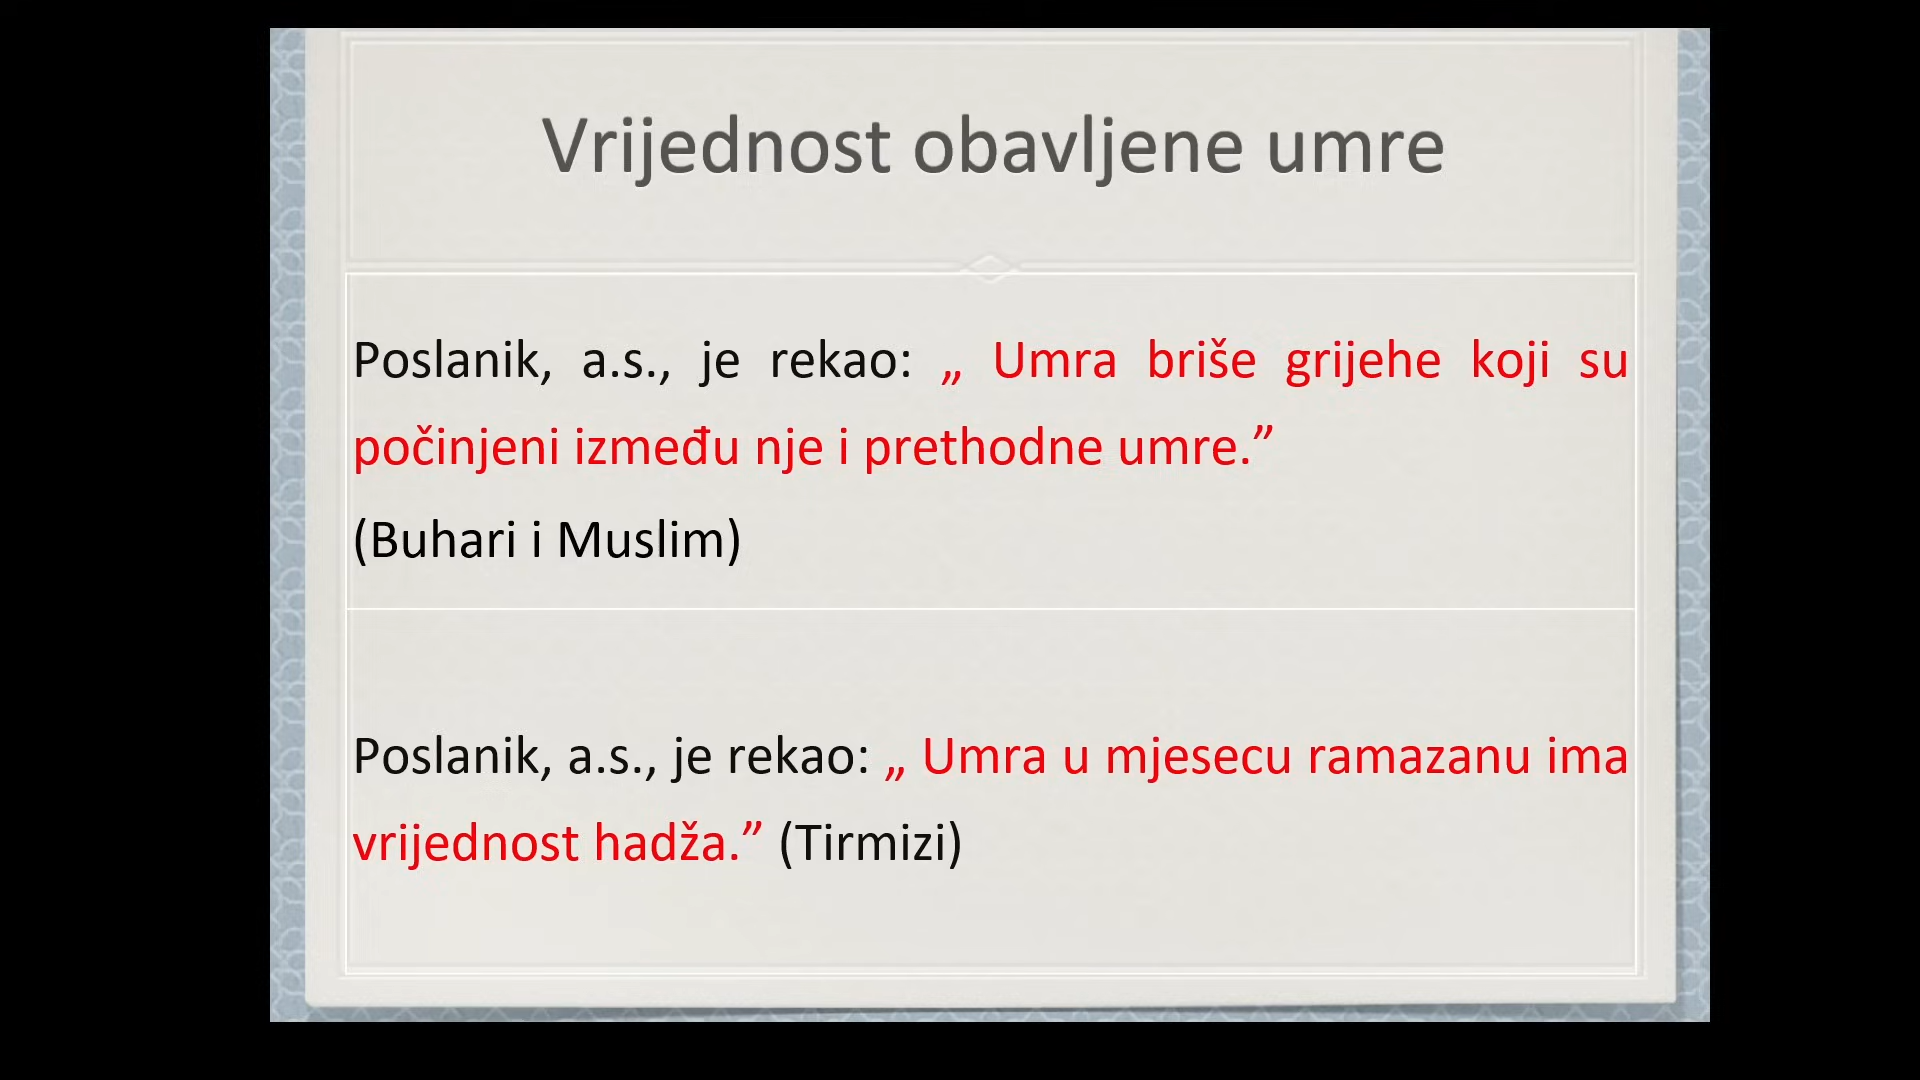 Vrijednost obavljene umre
Poslanik, a.s., je rekao: „ Umra briše grijehe koji su
počinjeni između nje i prethodne umre.”
(Buhari i Muslim)
Poslanik, a.s., je rekao: „ Umra u mjesecu ramazanu ima
vrijednost hadža.” (Tirmizi)